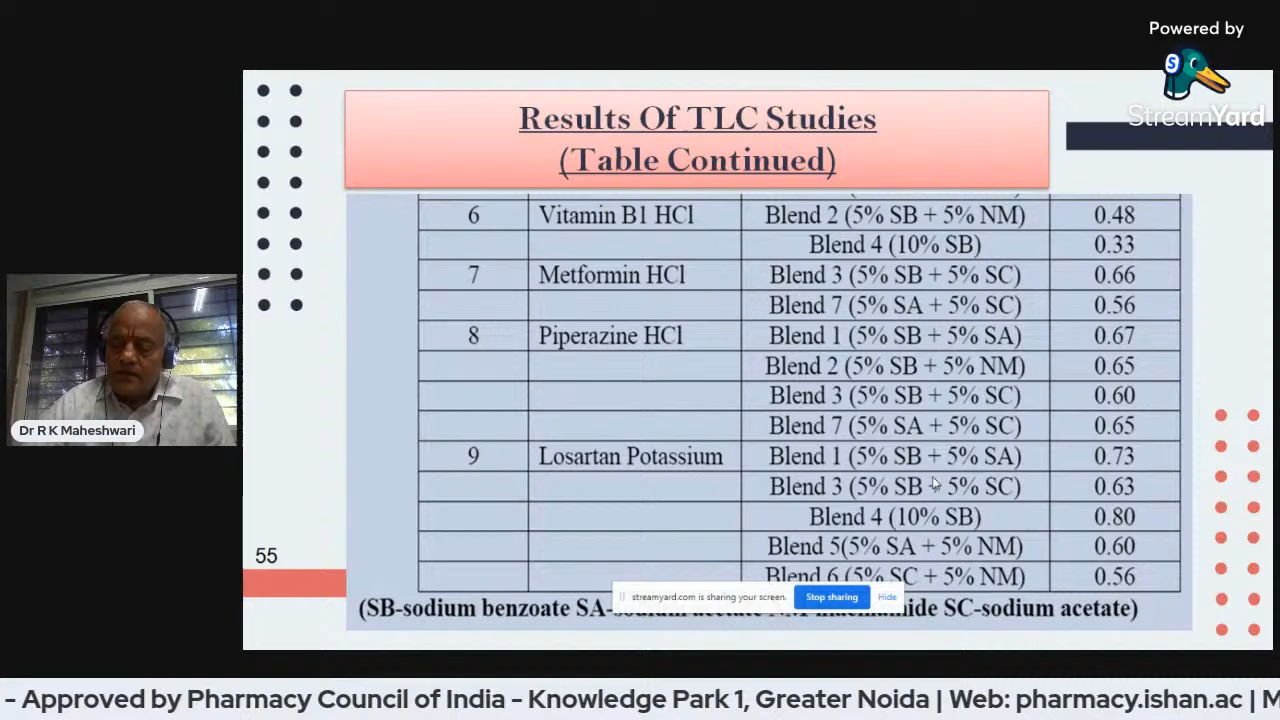 Powered by
StreamYard
Results Of TLC Studies
(Table Continued)
6 Vitamin B1 HCl Blend 2 (5% SB + 5% NM) 0.48
Blend 4 (10% SB) 0.33
7 Metformin HCl Blend 3 (5% SB + 5% SC) 0.66
Blend 7 (5% SA + 5% SC) 0.56
8 Piperazine HCl Blend 1 (5% SB + 5% SA) 0.67
Blend 2 (5% SB + 5% NM) 0.65
Blend 3 (5% SB + 5% SC) 0.60
Blend 7 (5% SA + 5% SC) 0.65
9 Losartan Potassium Blend 1 (5% SB + 5% SA) 0.73
Blend 3 (5% SB + 5% SC) 0.63
Blend 4 (10% SB) 0.80
Blend 5(5% SA + 5% NM) 0.60
Blend 6 (5% SC + 5% NM) 0.56
(SB-sodium benzoate SC-sodium acetate)
streamyard.com is sharing your screen. Stop sharing Hide
55
Dr R K Maheshwari
- Approved by Pharmacy Council of India - Knowledge Park 1, Greater Noida | Web: pharmacy.ishan.ac |